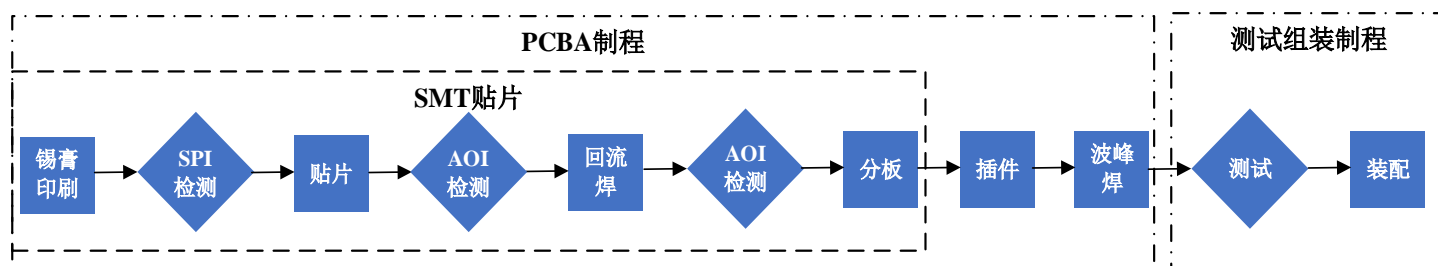 PCBA制程
测试组装制程
SMT贴片
锡膏
印刷
SPI
检测
贴片
AOI
检测
回流
焊
AOI
检测
分板
插件
波峰
焊
测试
装配